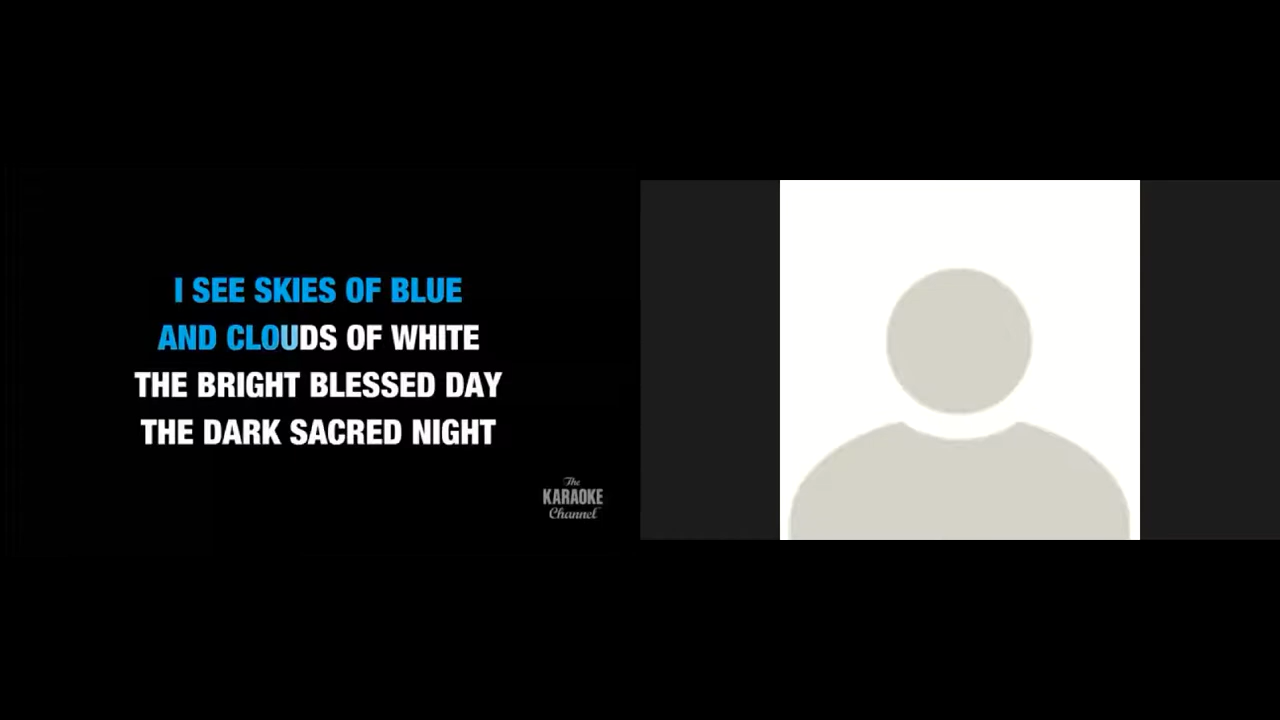 I SEE SKIES OF BLUE
AND CLOUDS OF WHITE
THE BRIGHT BLESSED DAY
THE DARK SACRED NIGHT
The
KARAOKE
Channel